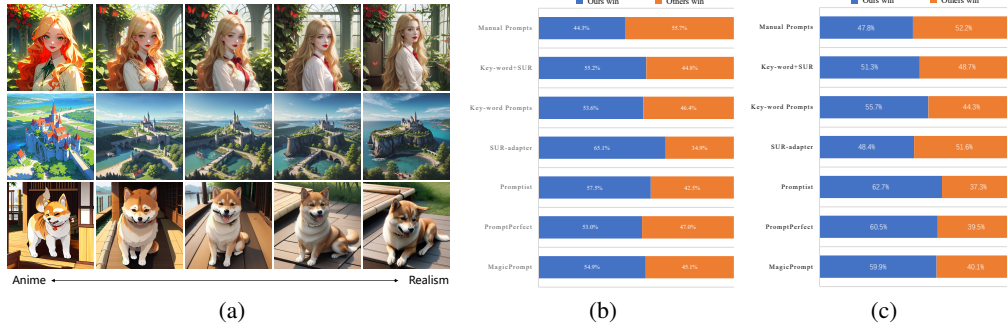 Anime Realism
(a)
Ours win Others win
Manual Prompts 44.3% 55.7%
Key-word+SUR 55.2% 44.8%
Key-word Prompts 53.6% 46.4%
SUR-adapter 65.1% 34.9%
Promptist 57.5% 42.5%
PromptPerfect 53.0% 47.0%
MagicPrompt 54.9% 45.1%
(b)
Ours win Others win
Manual Prompts 47.8% 52.2%
Key-word+SUR 51.3% 48.7%
Key-word Prompts 55.7% 44.3%
SUR-adapter 48.4% 51.6%
Promptist 62.7% 37.3%
PromptPerfect 60.5% 39.5%
MagicPrompt 59.9% 40.1%
(c)